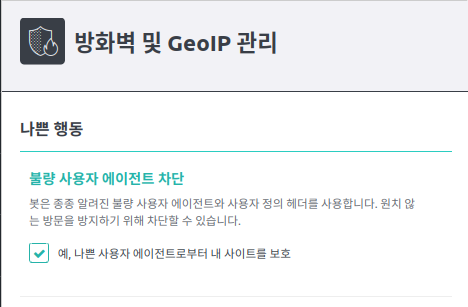 방화벽 및 GeoIP 관리
나쁜 행동
불량 사용자 에이전트 차단
봇은 종종 알려진 불량 사용자 에이전트와 사용자 정의 헤더를 사용합니다. 원치 않
는 방문을 방지하기 위해 차단할 수 있습니다.
예, 나쁜 사용자 에이전트로부터 내 사이트를 보호